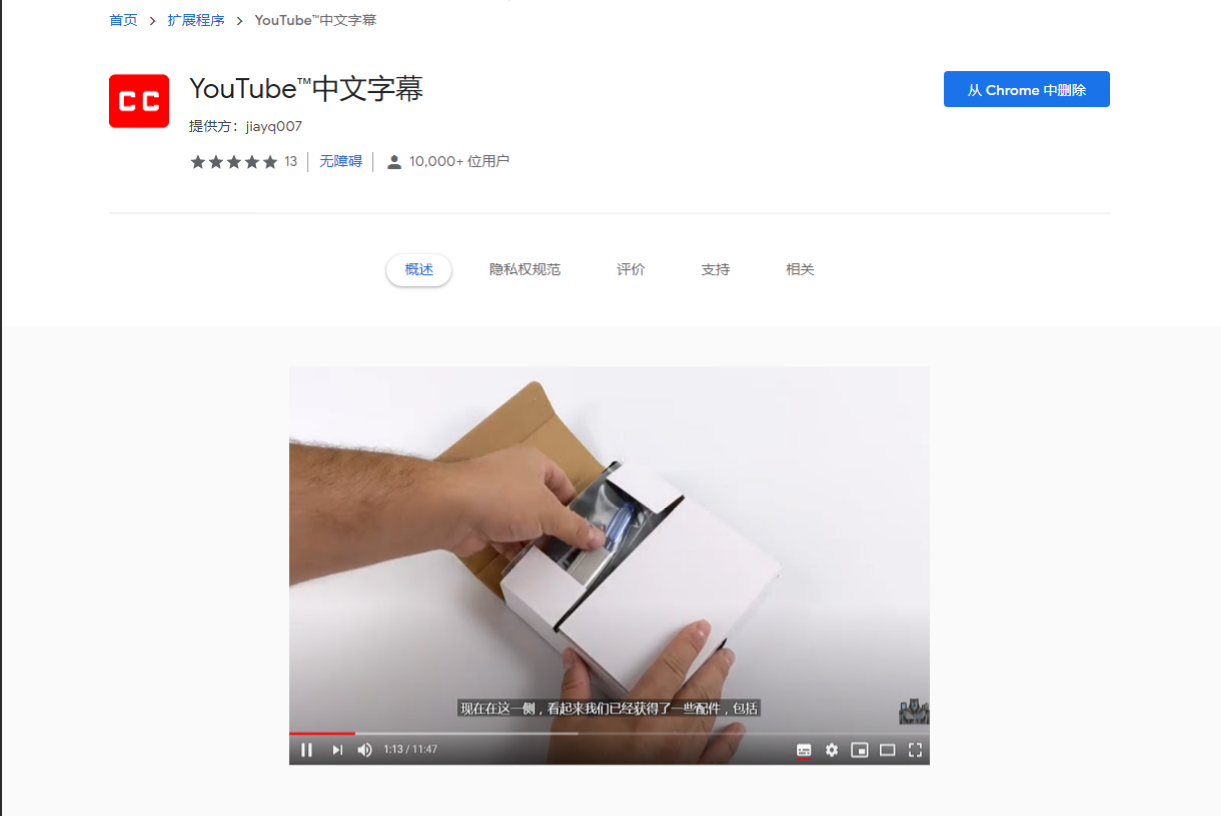 首页 > 扩展程序 > YouTube™中文字幕
CC
YouTube™中文字幕
从 Chrome 中删除
提供方：jiayq007
★★★★★ 13 | 无障碍 | 10,000+ 位用户
概述 隐私权规范 评价 支持 相关
现在在这一侧，看起来我们已经获得了一些配件，包括
1:13 / 11:47